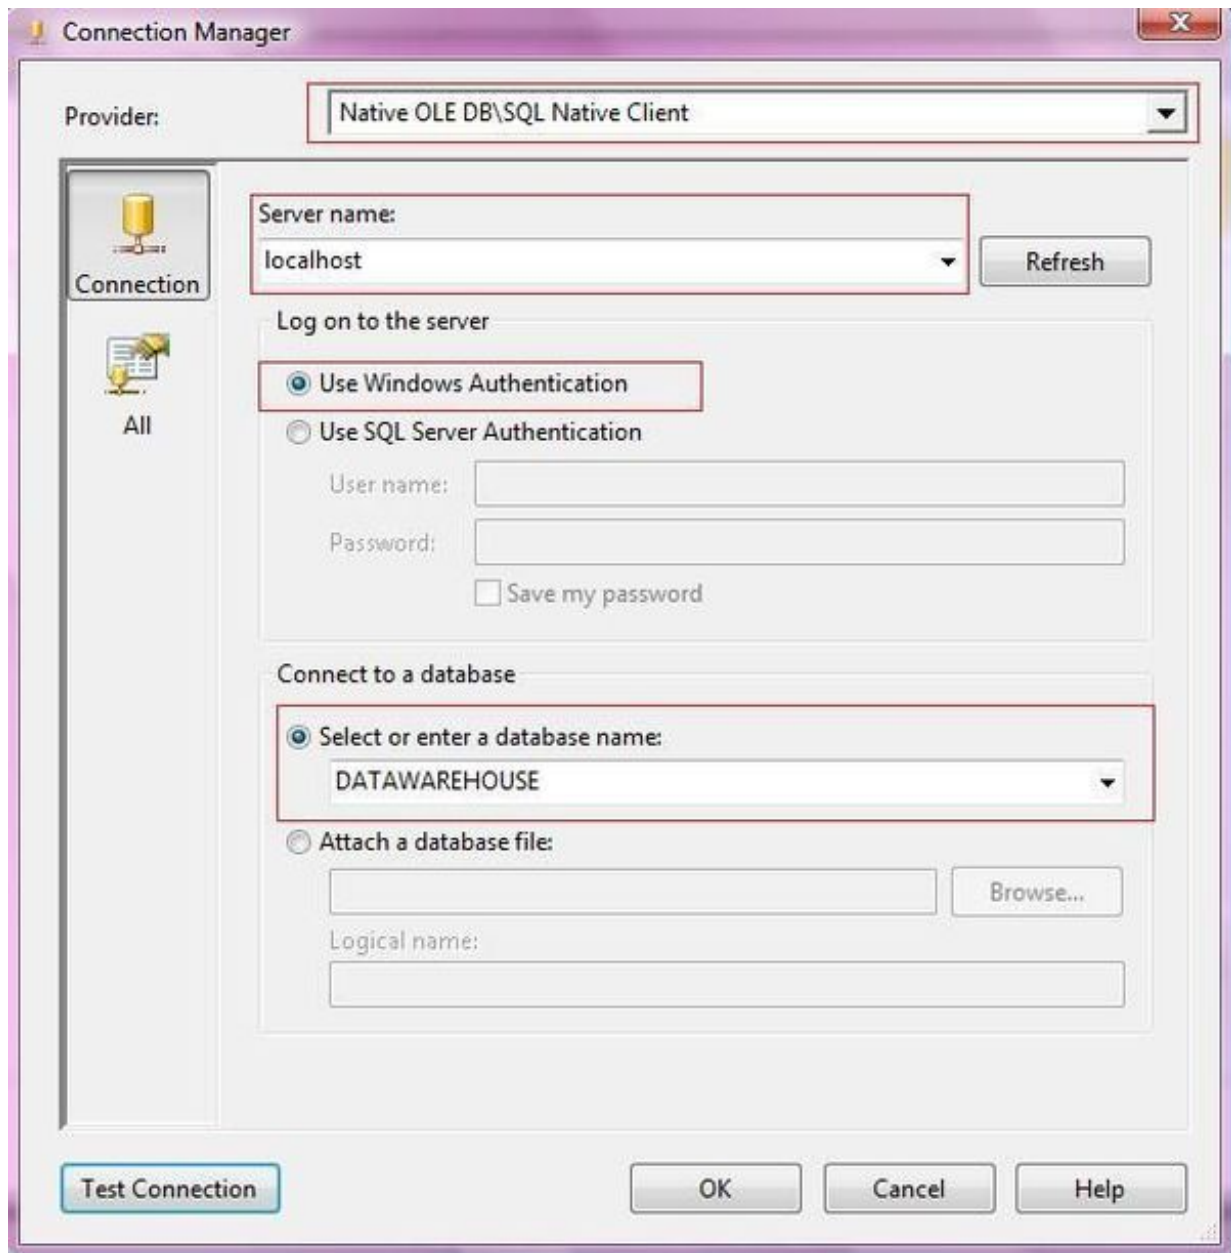 Connection Manager
Provider:
Native OLE DB\SQL Native Client
Connection
All
Server name:
localhost
Refresh
Log on to the server
Use Windows Authentication
Use SQL Server Authentication
User name:
Password:
Save my password
Connect to a database
Select or enter a database name:
DATAWAREHOUSE
Attach a database file:
Browse...
Logical name:
Test Connection
OK
Cancel
Help